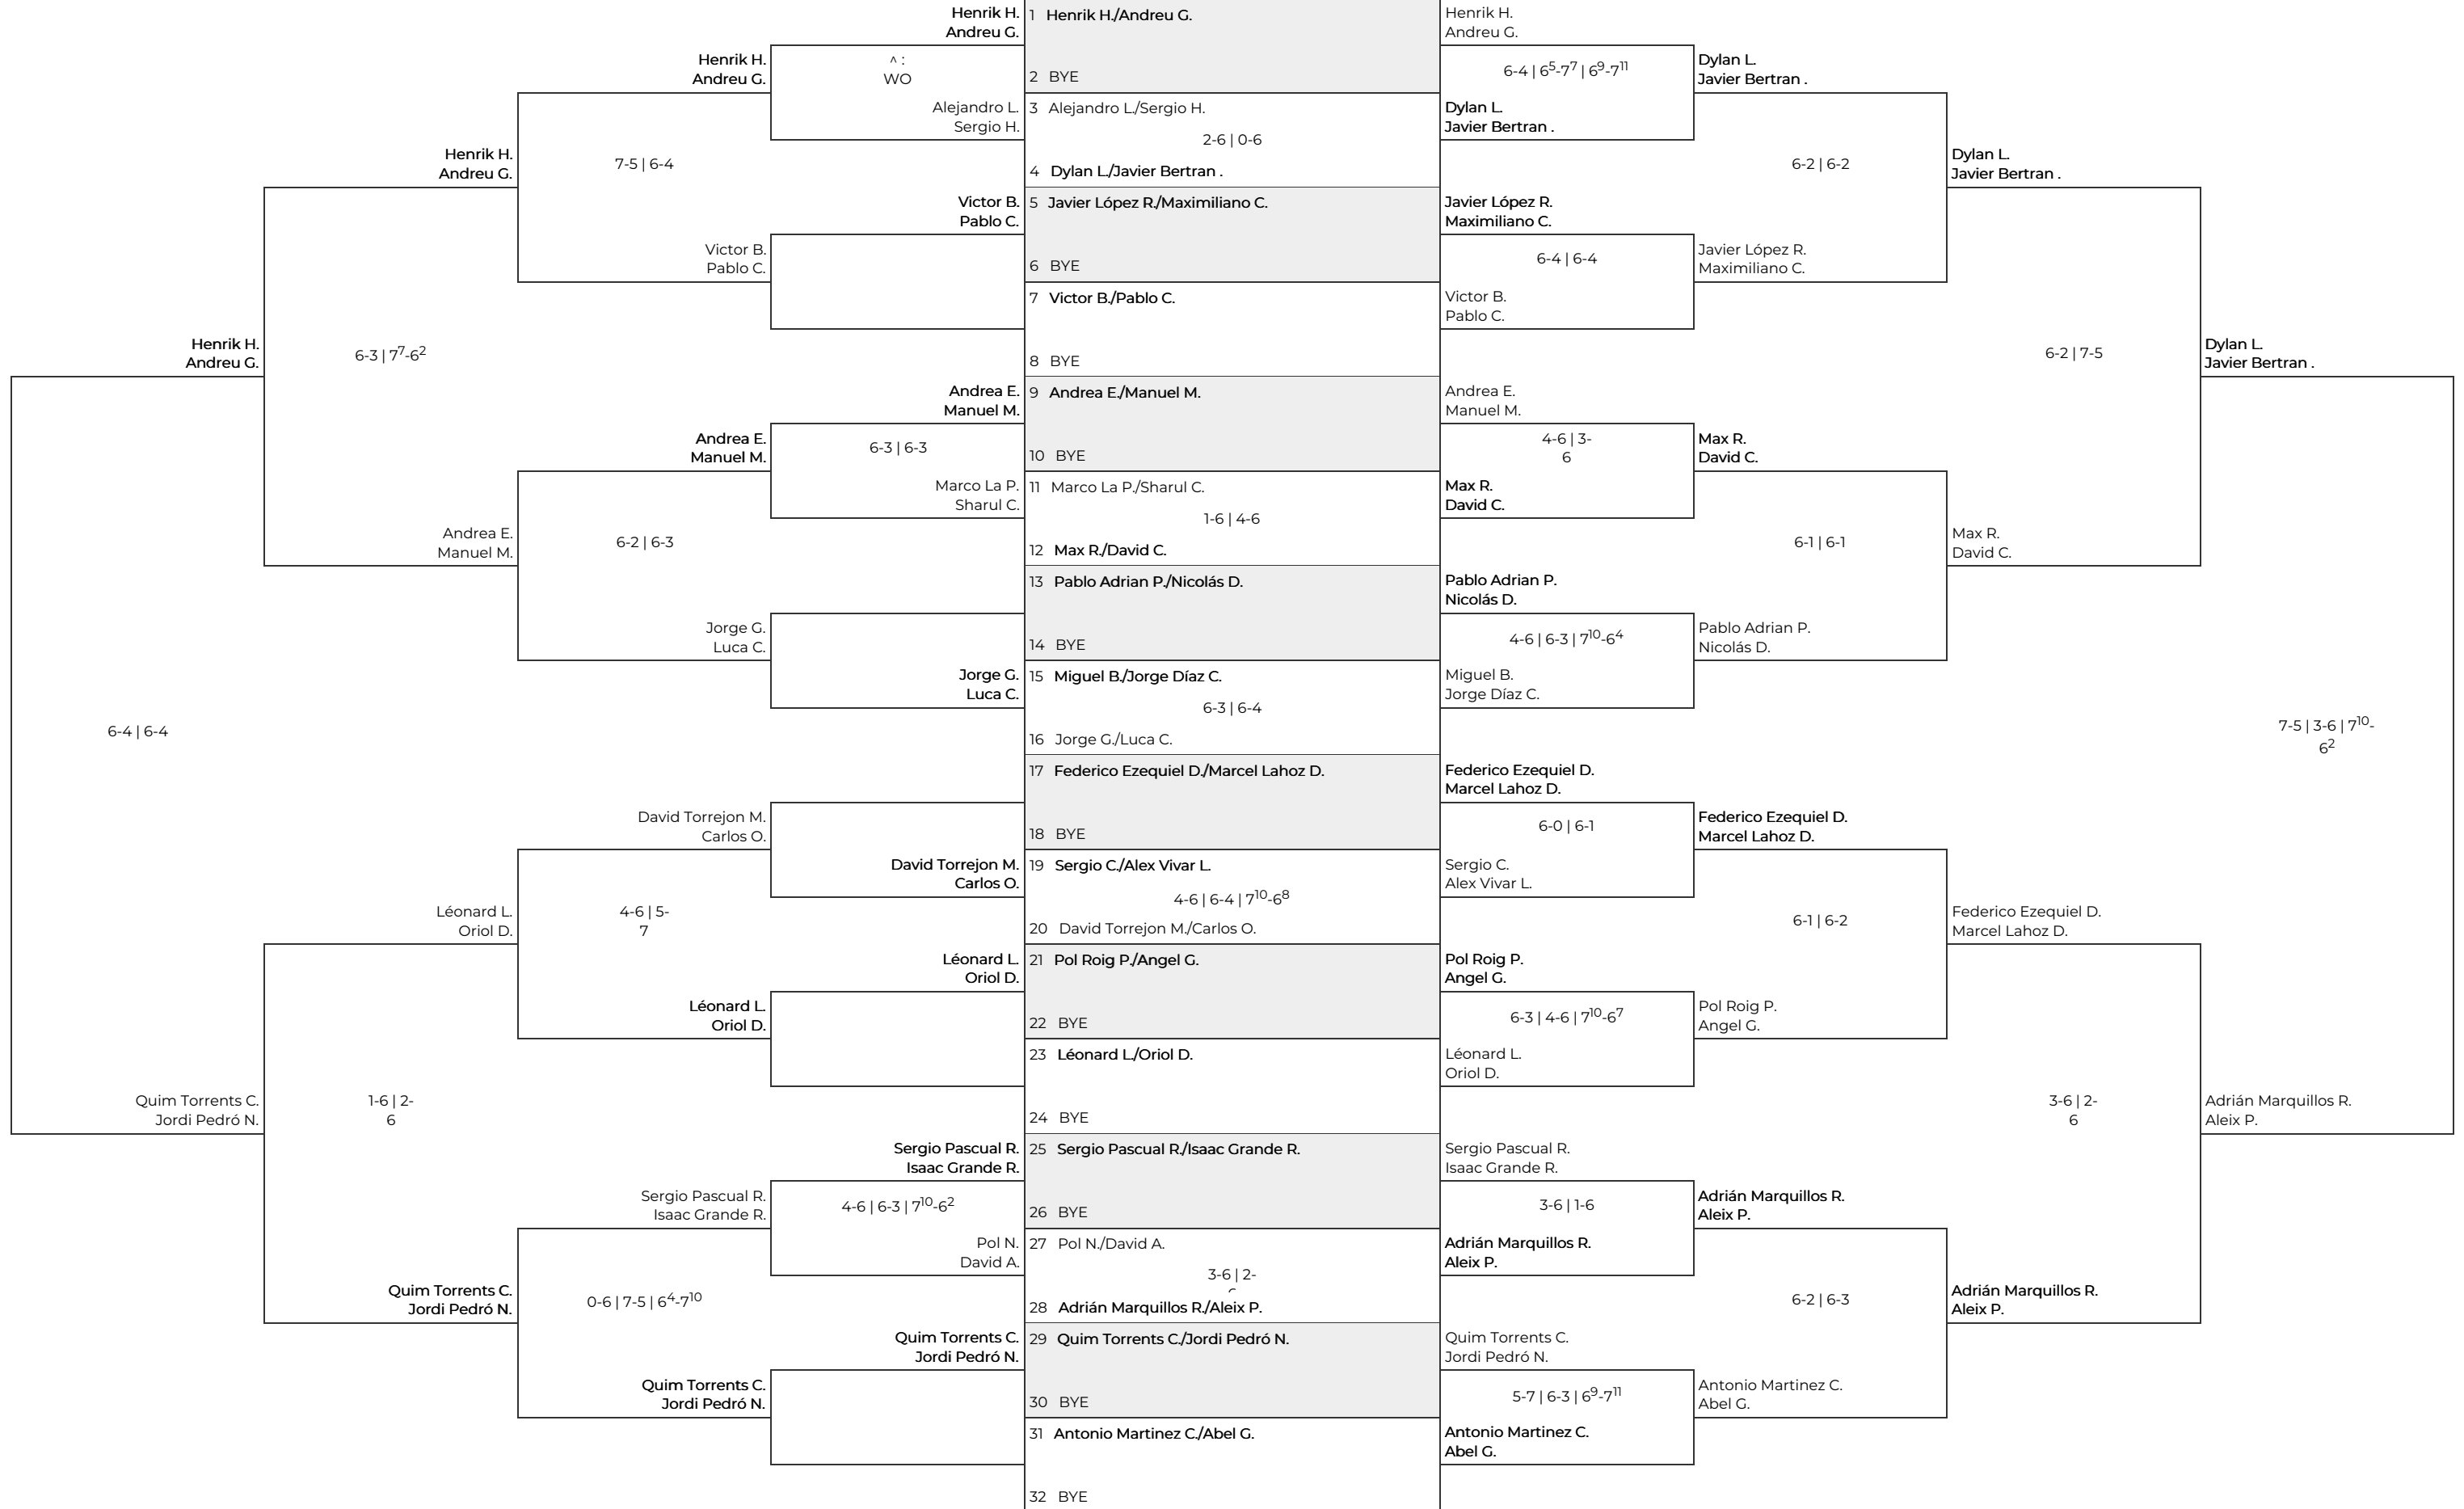 Henrik H.
Andreu G.
1 Henrik H./Andreu G.
Henrik H.
Andreu G.
Henrik H.
Andreu G.
^ :
WO
2 BYE
6-4 | 6⁵-7⁷ | 6⁹-7¹¹
Dylan L.
Javier Bertran .
Alejandro L.
Sergio H.
3 Alejandro L./Sergio H.
2-6 | 0-6
Dylan L.
Javier Bertran .
Henrik H.
Andreu G.
7-5 | 6-4
4 Dylan L./Javier Bertran .
6-2 | 6-2
Dylan L.
Javier Bertran .
Victor B.
Pablo C.
5 Javier López R./Maximiliano C.
Javier López R.
Maximiliano C.
Victor B.
Pablo C.
6 BYE
6-4 | 6-4
Javier López R.
Maximiliano C.
7 Victor B./Pablo C.
Victor B.
Pablo C.
Henrik H.
Andreu G.
6-3 | 7⁷-6²
8 BYE
6-2 | 7-5
Dylan L.
Javier Bertran .
Andrea E.
Manuel M.
9 Andrea E./Manuel M.
Andrea E.
Manuel M.
Andrea E.
Manuel M.
6-3 | 6-3
10 BYE
4-6 | 3-
6
Max R.
David C.
Marco La P.
Sharul C.
11 Marco La P./Sharul C.
1-6 | 4-6
Max R.
David C.
Andrea E.
Manuel M.
6-2 | 6-3
12 Max R./David C.
6-1 | 6-1
Max R.
David C.
13 Pablo Adrian P./Nicolás D.
Pablo Adrian P.
Nicolás D.
Jorge G.
Luca C.
14 BYE
4-6 | 6-3 | 7¹⁰-6⁴
Pablo Adrian P.
Nicolás D.
Jorge G.
Luca C.
15 Miguel B./Jorge Díaz C.
6-3 | 6-4
Miguel B.
Jorge Díaz C.
6-4 | 6-4
16 Jorge G./Luca C.
7-5 | 3-6 | 7¹⁰-
6²
17 Federico Ezequiel D./Marcel Lahoz D.
Federico Ezequiel D.
Marcel Lahoz D.
David Torrejon M.
Carlos O.
18 BYE
6-0 | 6-1
Federico Ezequiel D.
Marcel Lahoz D.
David Torrejon M.
Carlos O.
19 Sergio C./Alex Vivar L.
4-6 | 6-4 | 7¹⁰-6⁸
Sergio C.
Alex Vivar L.
Léonard L.
Oriol D.
4-6 | 5-
7
20 David Torrejon M./Carlos O.
6-1 | 6-2
Federico Ezequiel D.
Marcel Lahoz D.
Léonard L.
Oriol D.
21 Pol Roig P./Angel G.
Pol Roig P.
Angel G.
Léonard L.
Oriol D.
22 BYE
6-3 | 4-6 | 7¹⁰-6⁷
Pol Roig P.
Angel G.
23 Léonard L./Oriol D.
Léonard L.
Oriol D.
Quim Torrents C.
Jordi Pedró N.
1-6 | 2-
6
24 BYE
3-6 | 2-
6
Adrián Marquillos R.
Aleix P.
Sergio Pascual R.
Isaac Grande R.
25 Sergio Pascual R./Isaac Grande R.
Sergio Pascual R.
Isaac Grande R.
Sergio Pascual R.
Isaac Grande R.
4-6 | 6-3 | 7¹⁰-6²
26 BYE
3-6 | 1-6
Adrián Marquillos R.
Aleix P.
Pol N.
David A.
27 Pol N./David A.
3-6 | 2-
Adrián Marquillos R.
Aleix P.
Quim Torrents C.
Jordi Pedró N.
0-6 | 7-5 | 6⁴-7¹⁰
28 Adrián Marquillos R./Aleix P.
6-2 | 6-3
Adrián Marquillos R.
Aleix P.
Quim Torrents C.
Jordi Pedró N.
29 Quim Torrents C./Jordi Pedró N.
Quim Torrents C.
Jordi Pedró N.
Quim Torrents C.
Jordi Pedró N.
30 BYE
5-7 | 6-3 | 6⁹-7¹¹
Antonio Martinez C.
Abel G.
31 Antonio Martinez C./Abel G.
Antonio Martinez C.
Abel G.
32 BYE